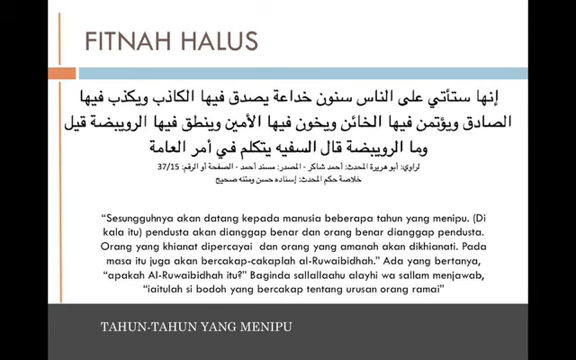 FITNAH HALUS
إنها ستأتي على الناس سنون خداعة يصدق فيها الكاذب ويكذب فيها
الصادق ويؤتمن فيها الخائن ويخون فيها الأمين وينطق فيها الرويبضة قيل
وما الرويبضة قال السفيه يتكلم في أمر العامة
لراوي: أبو هريرة المحدث: أحمد شاكر - المصدر: مسند أحمد - الصفحة أو الرقم: 37/15
خلاصة حكم المحدث: إسناده حسن ومتنه صحيح
“Sesungguhnya akan datang kepada manusia beberapa tahun yang menipu. (Di
kala itu) pendusta akan dianggap benar dan orang benar dianggap pendusta.
Orang yang khianat dipercayai dan orang yang amanah akan dikhianati. Pada
masa itu juga akan bercakap-cakaplah al-Ruwaibidhah.” Ada yang bertanya,
“apakah Al-Ruwaibidhah itu?” Baginda sallallaahu alayhi wa sallam menjawab,
“iaitulah si bodoh yang bercakap tentang urusan orang ramai”
TAHUN-TAHUN YANG MENIPU